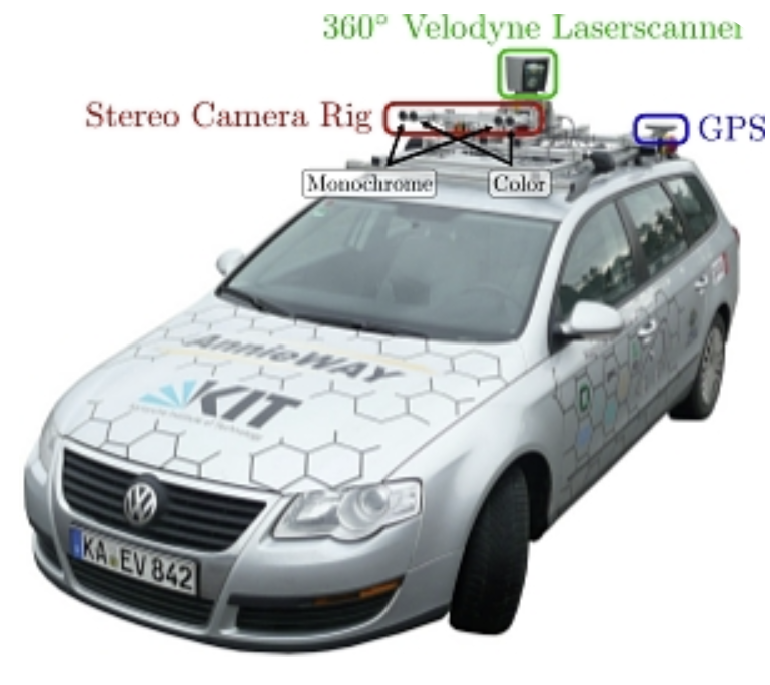 360° Velodyne Laserscanner
Stereo Camera Rig
GPS
Monochrome
Color
AnnieWAY
KIT
KA EV 842